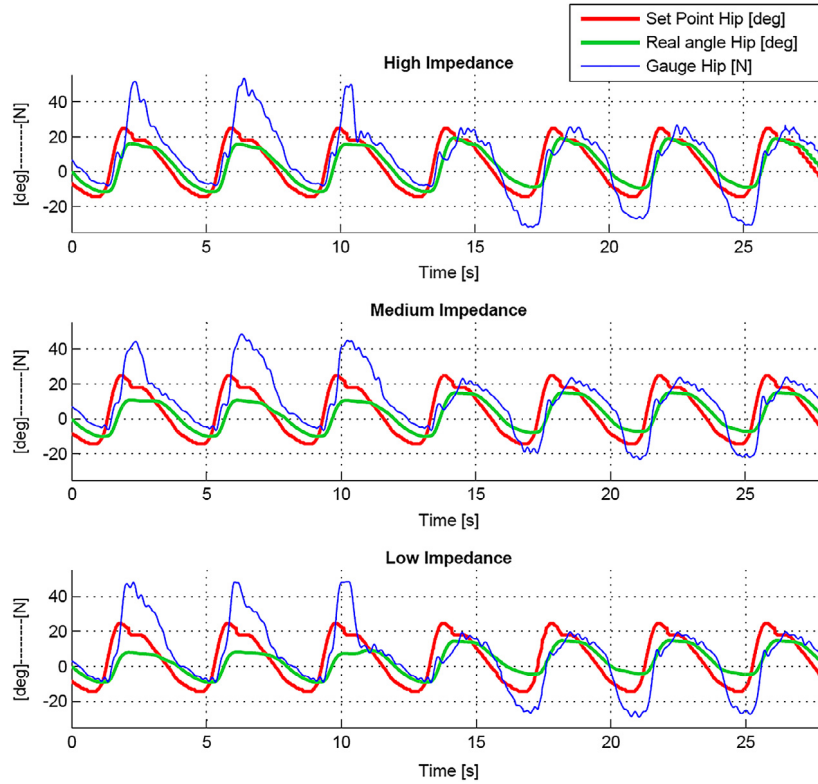 Set Point Hip [deg]
Real angle Hip [deg]
Gauge Hip [N]
High Impedance
[deg]-------[N]
40
20
0
-20
0 5 10 15 20 25
Time [s]
Medium Impedance
[deg]-------[N]
40
20
0
-20
0 5 10 15 20 25
Time [s]
Low Impedance
[deg]-------[N]
40
20
0
-20
0 5 10 15 20 25
Time [s]